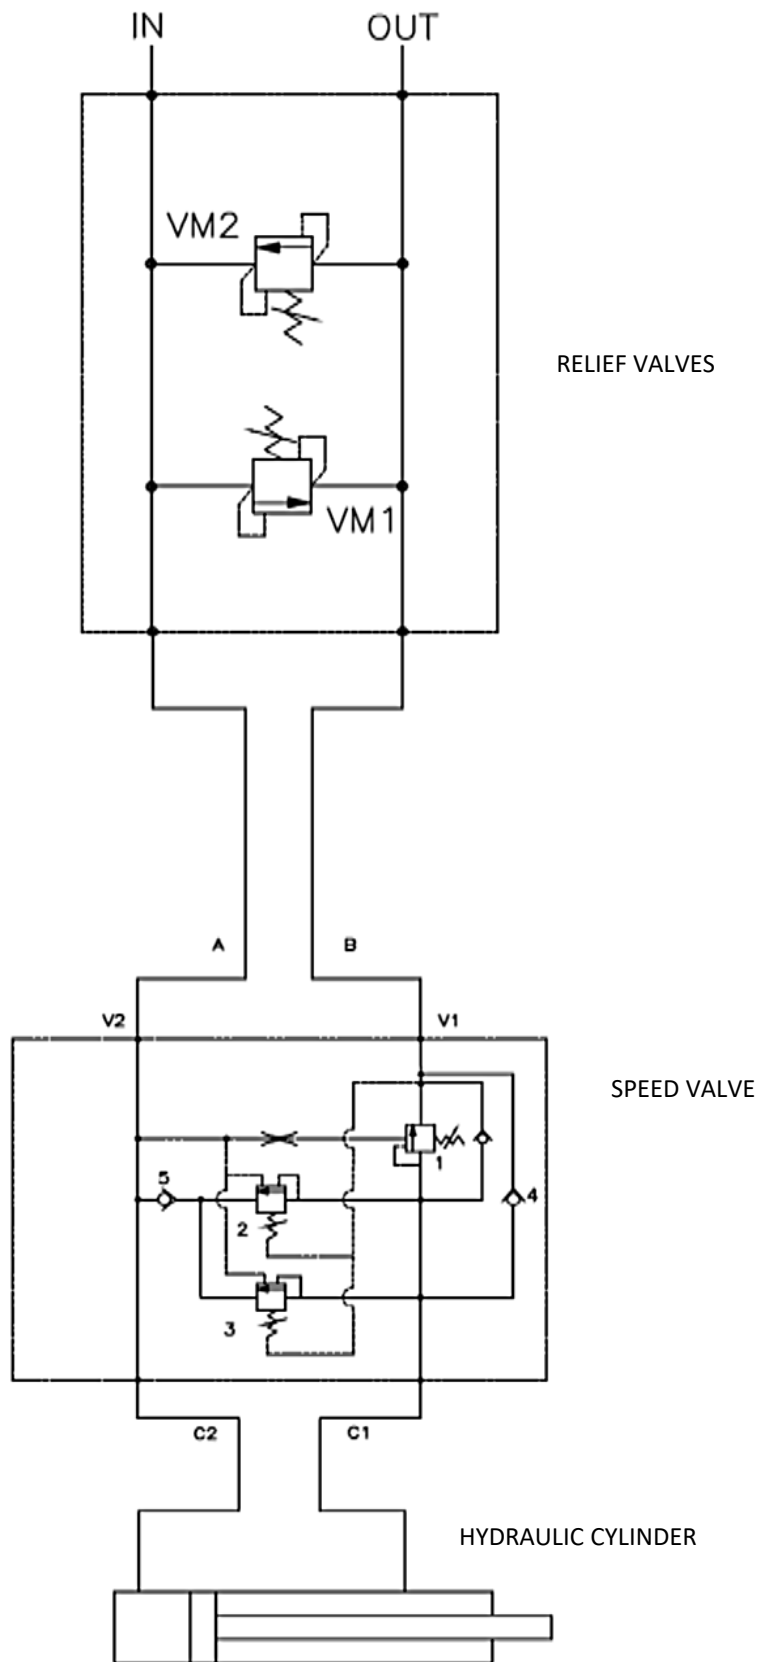 IN
OUT
VM2
RELIEF VALVES
VM1
A
B
V2
V1
SPEED VALVE
1
5
4
2
3
C2
C1
HYDRAULIC CYLINDER